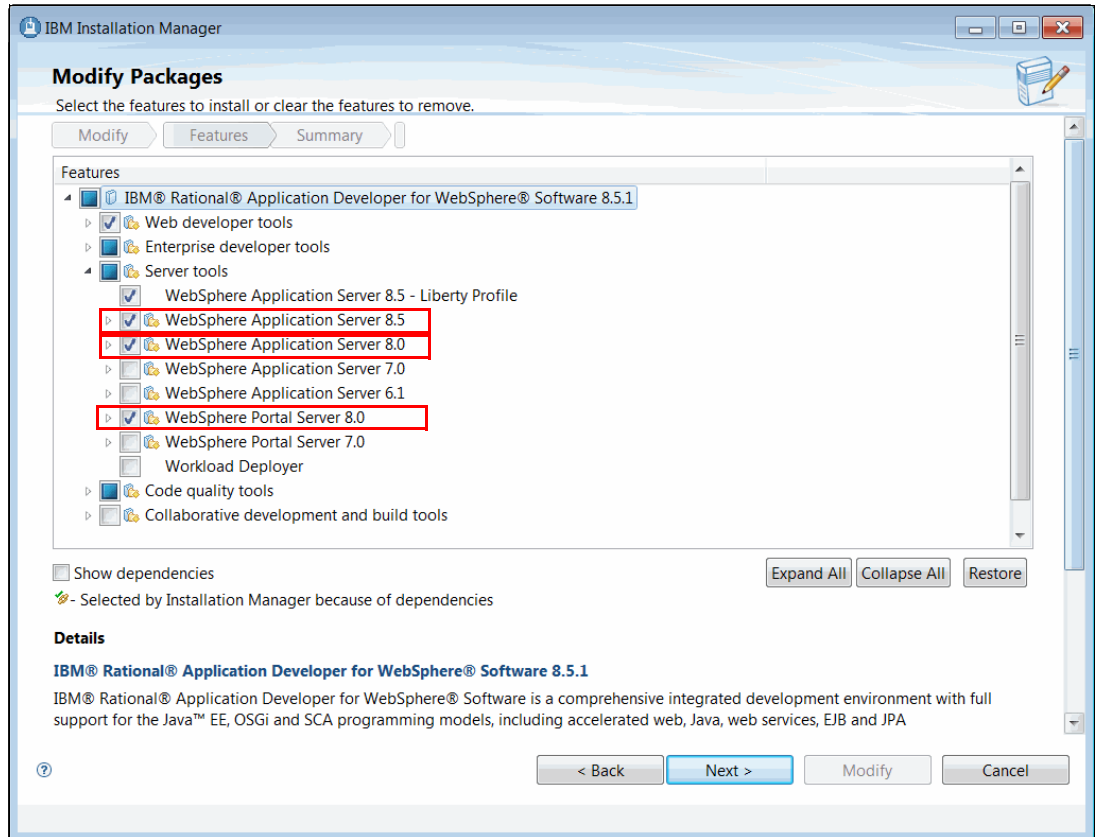 IBM Installation Manager
Modify Packages
Select the features to install or clear the features to remove.
Modify
Features
Summary
Features
IBM® Rational® Application Developer for WebSphere® Software 8.5.1
Web developer tools
Enterprise developer tools
Server tools
WebSphere Application Server 8.5 - Liberty Profile
WebSphere Application Server 8.5
WebSphere Application Server 8.0
WebSphere Application Server 7.0
WebSphere Application Server 6.1
WebSphere Portal Server 8.0
WebSphere Portal Server 7.0
Workload Deployer
Code quality tools
Collaborative development and build tools
Show dependencies
Expand All
Collapse All
Restore
- Selected by Installation Manager because of dependencies
Details
IBM® Rational® Application Developer for WebSphere® Software 8.5.1
IBM® Rational® Application Developer for WebSphere® Software is a comprehensive integrated development environment with full
support for the Java™ EE, OSGi and SCA programming models, including accelerated web, Java, web services, EJB and JPA
?
< Back
Next >
Modify
Cancel